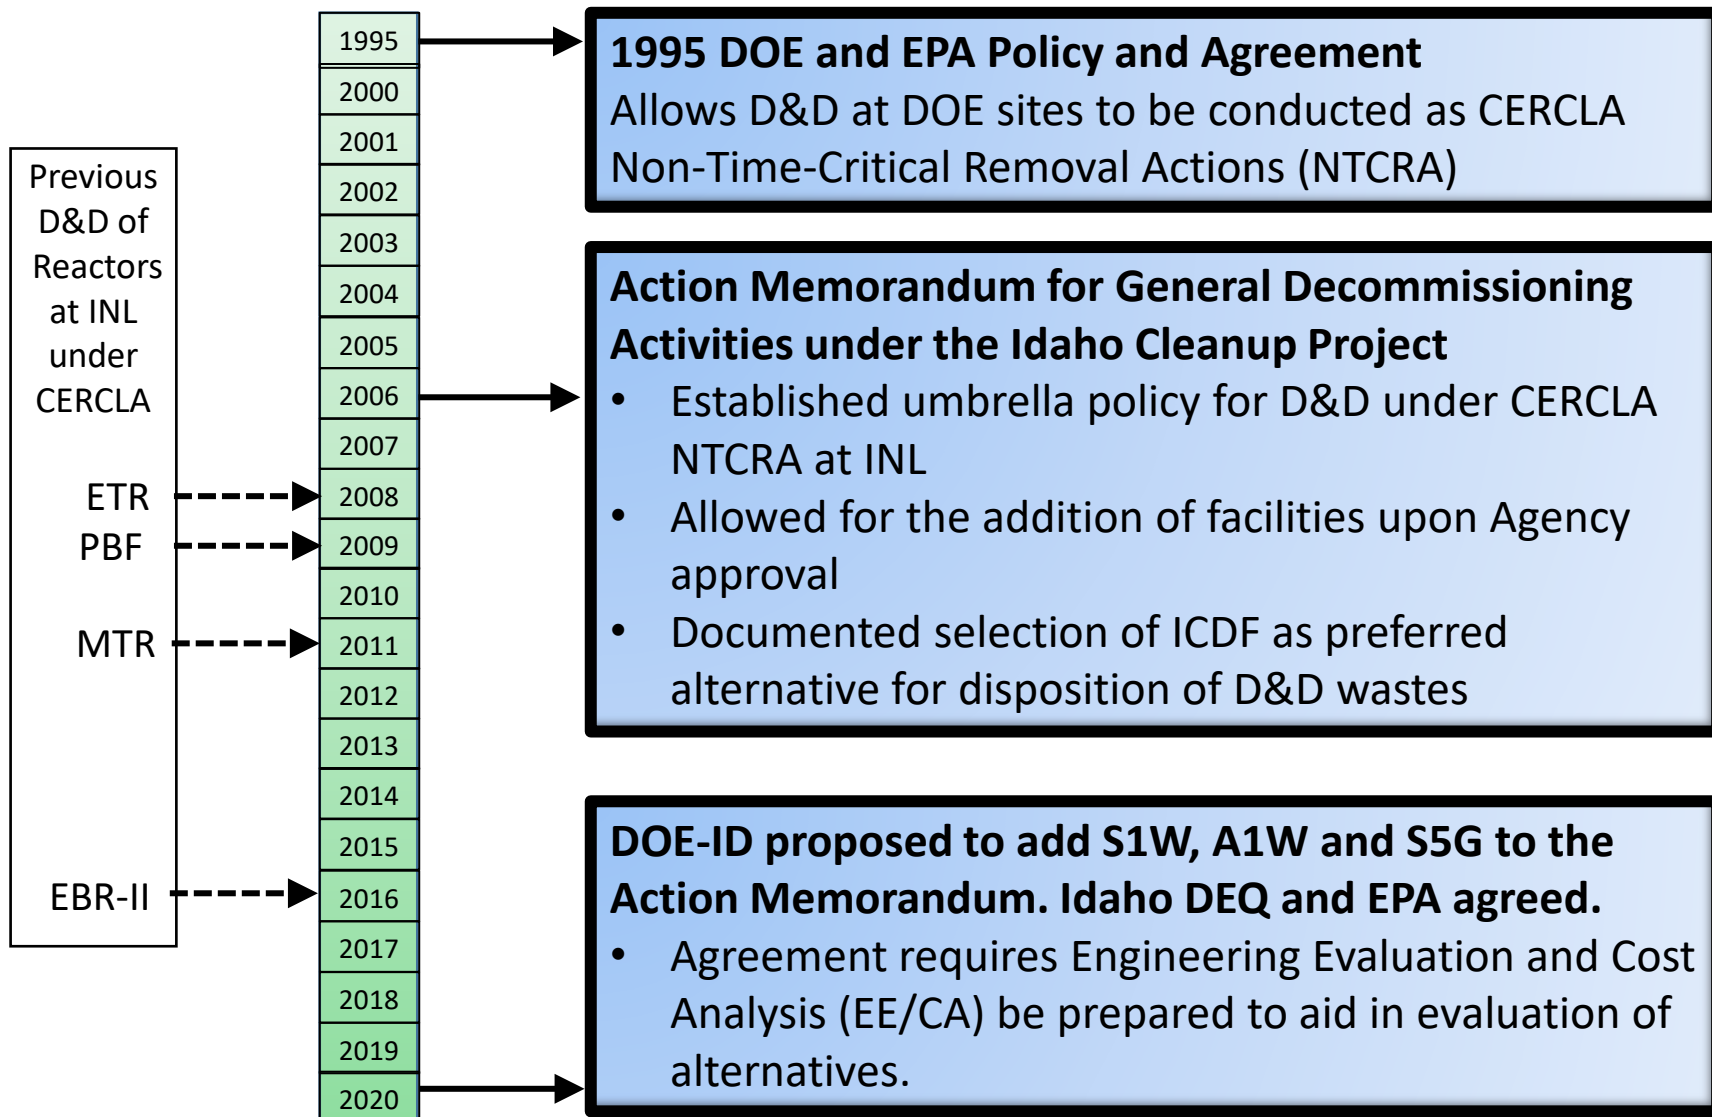 Previous
D&D of
Reactors
at INL
under
CERCLA
ETR
PBF
MTR
EBR-II
1995
2000
2001
2002
2003
2004
2005
2006
2007
2008
2009
2010
2011
2012
2013
2014
2015
2016
2017
2018
2019
2020
1995 DOE and EPA Policy and Agreement
Allows D&D at DOE sites to be conducted as CERCLA
Non-Time-Critical Removal Actions (NTCRA)
Action Memorandum for General Decommissioning
Activities under the Idaho Cleanup Project
• Established umbrella policy for D&D under CERCLA
NTCRA at INL
• Allowed for the addition of facilities upon Agency
approval
• Documented selection of ICDF as preferred
alternative for disposition of D&D wastes
DOE-ID proposed to add S1W, A1W and S5G to the
Action Memorandum. Idaho DEQ and EPA agreed.
• Agreement requires Engineering Evaluation and Cost
Analysis (EE/CA) be prepared to aid in evaluation of
alternatives.